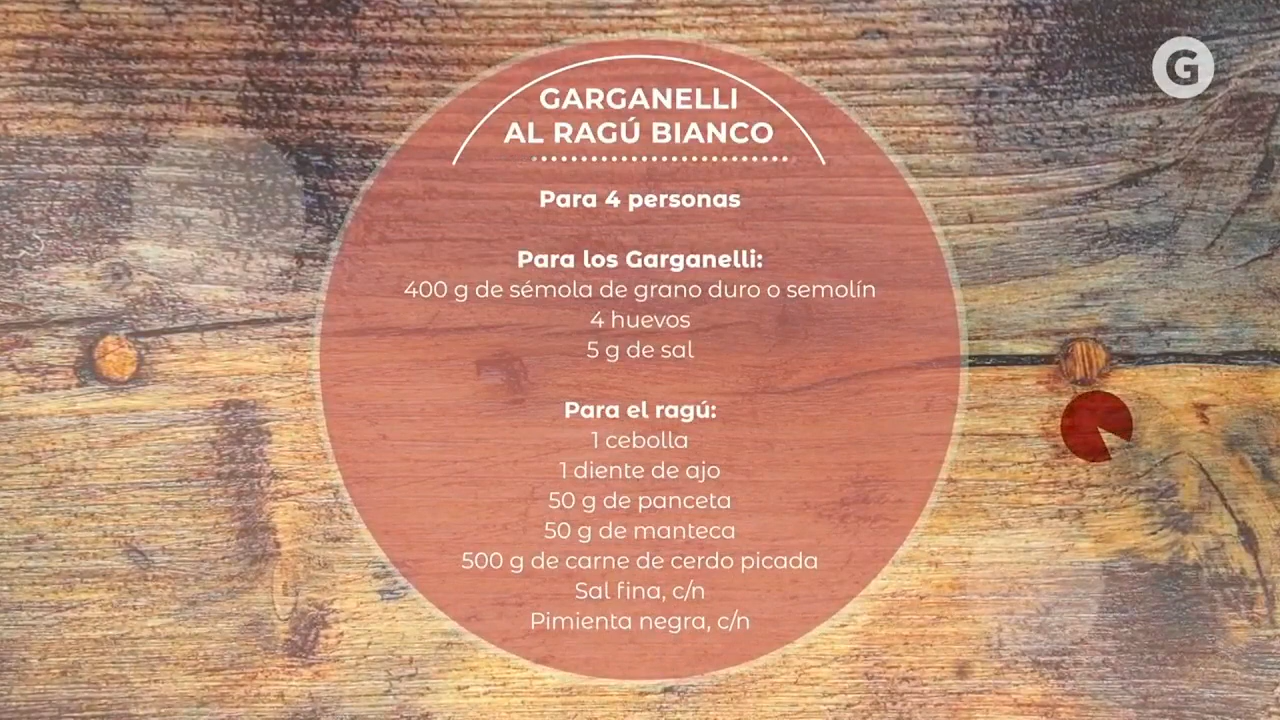 G
GARGANELLI
AL RAGÚ BIANCO
Para 4 personas
Para los Garganelli:
400 g de sémola de grano duro o semolín
4 huevos
5 g de sal
Para el ragú:
1 cebolla
1 diente de ajo
50 g de panceta
50 g de manteca
500 g de carne de cerdo picada
Sal fina, c/n
Pimienta negra, c/n